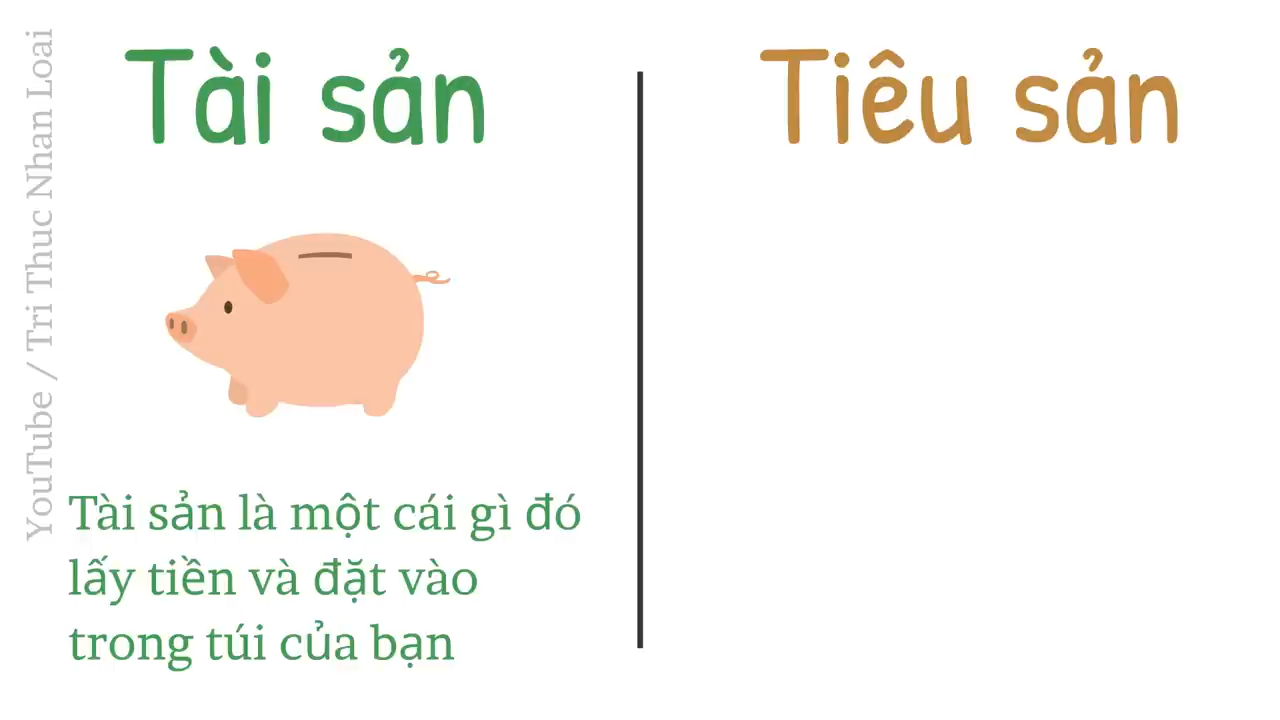 Tài sản
Tiêu sản
YouTube / Tri Thuc Nhan Loai
Tài sản là một cái gì đó
lấy tiền và đặt vào
trong túi của bạn